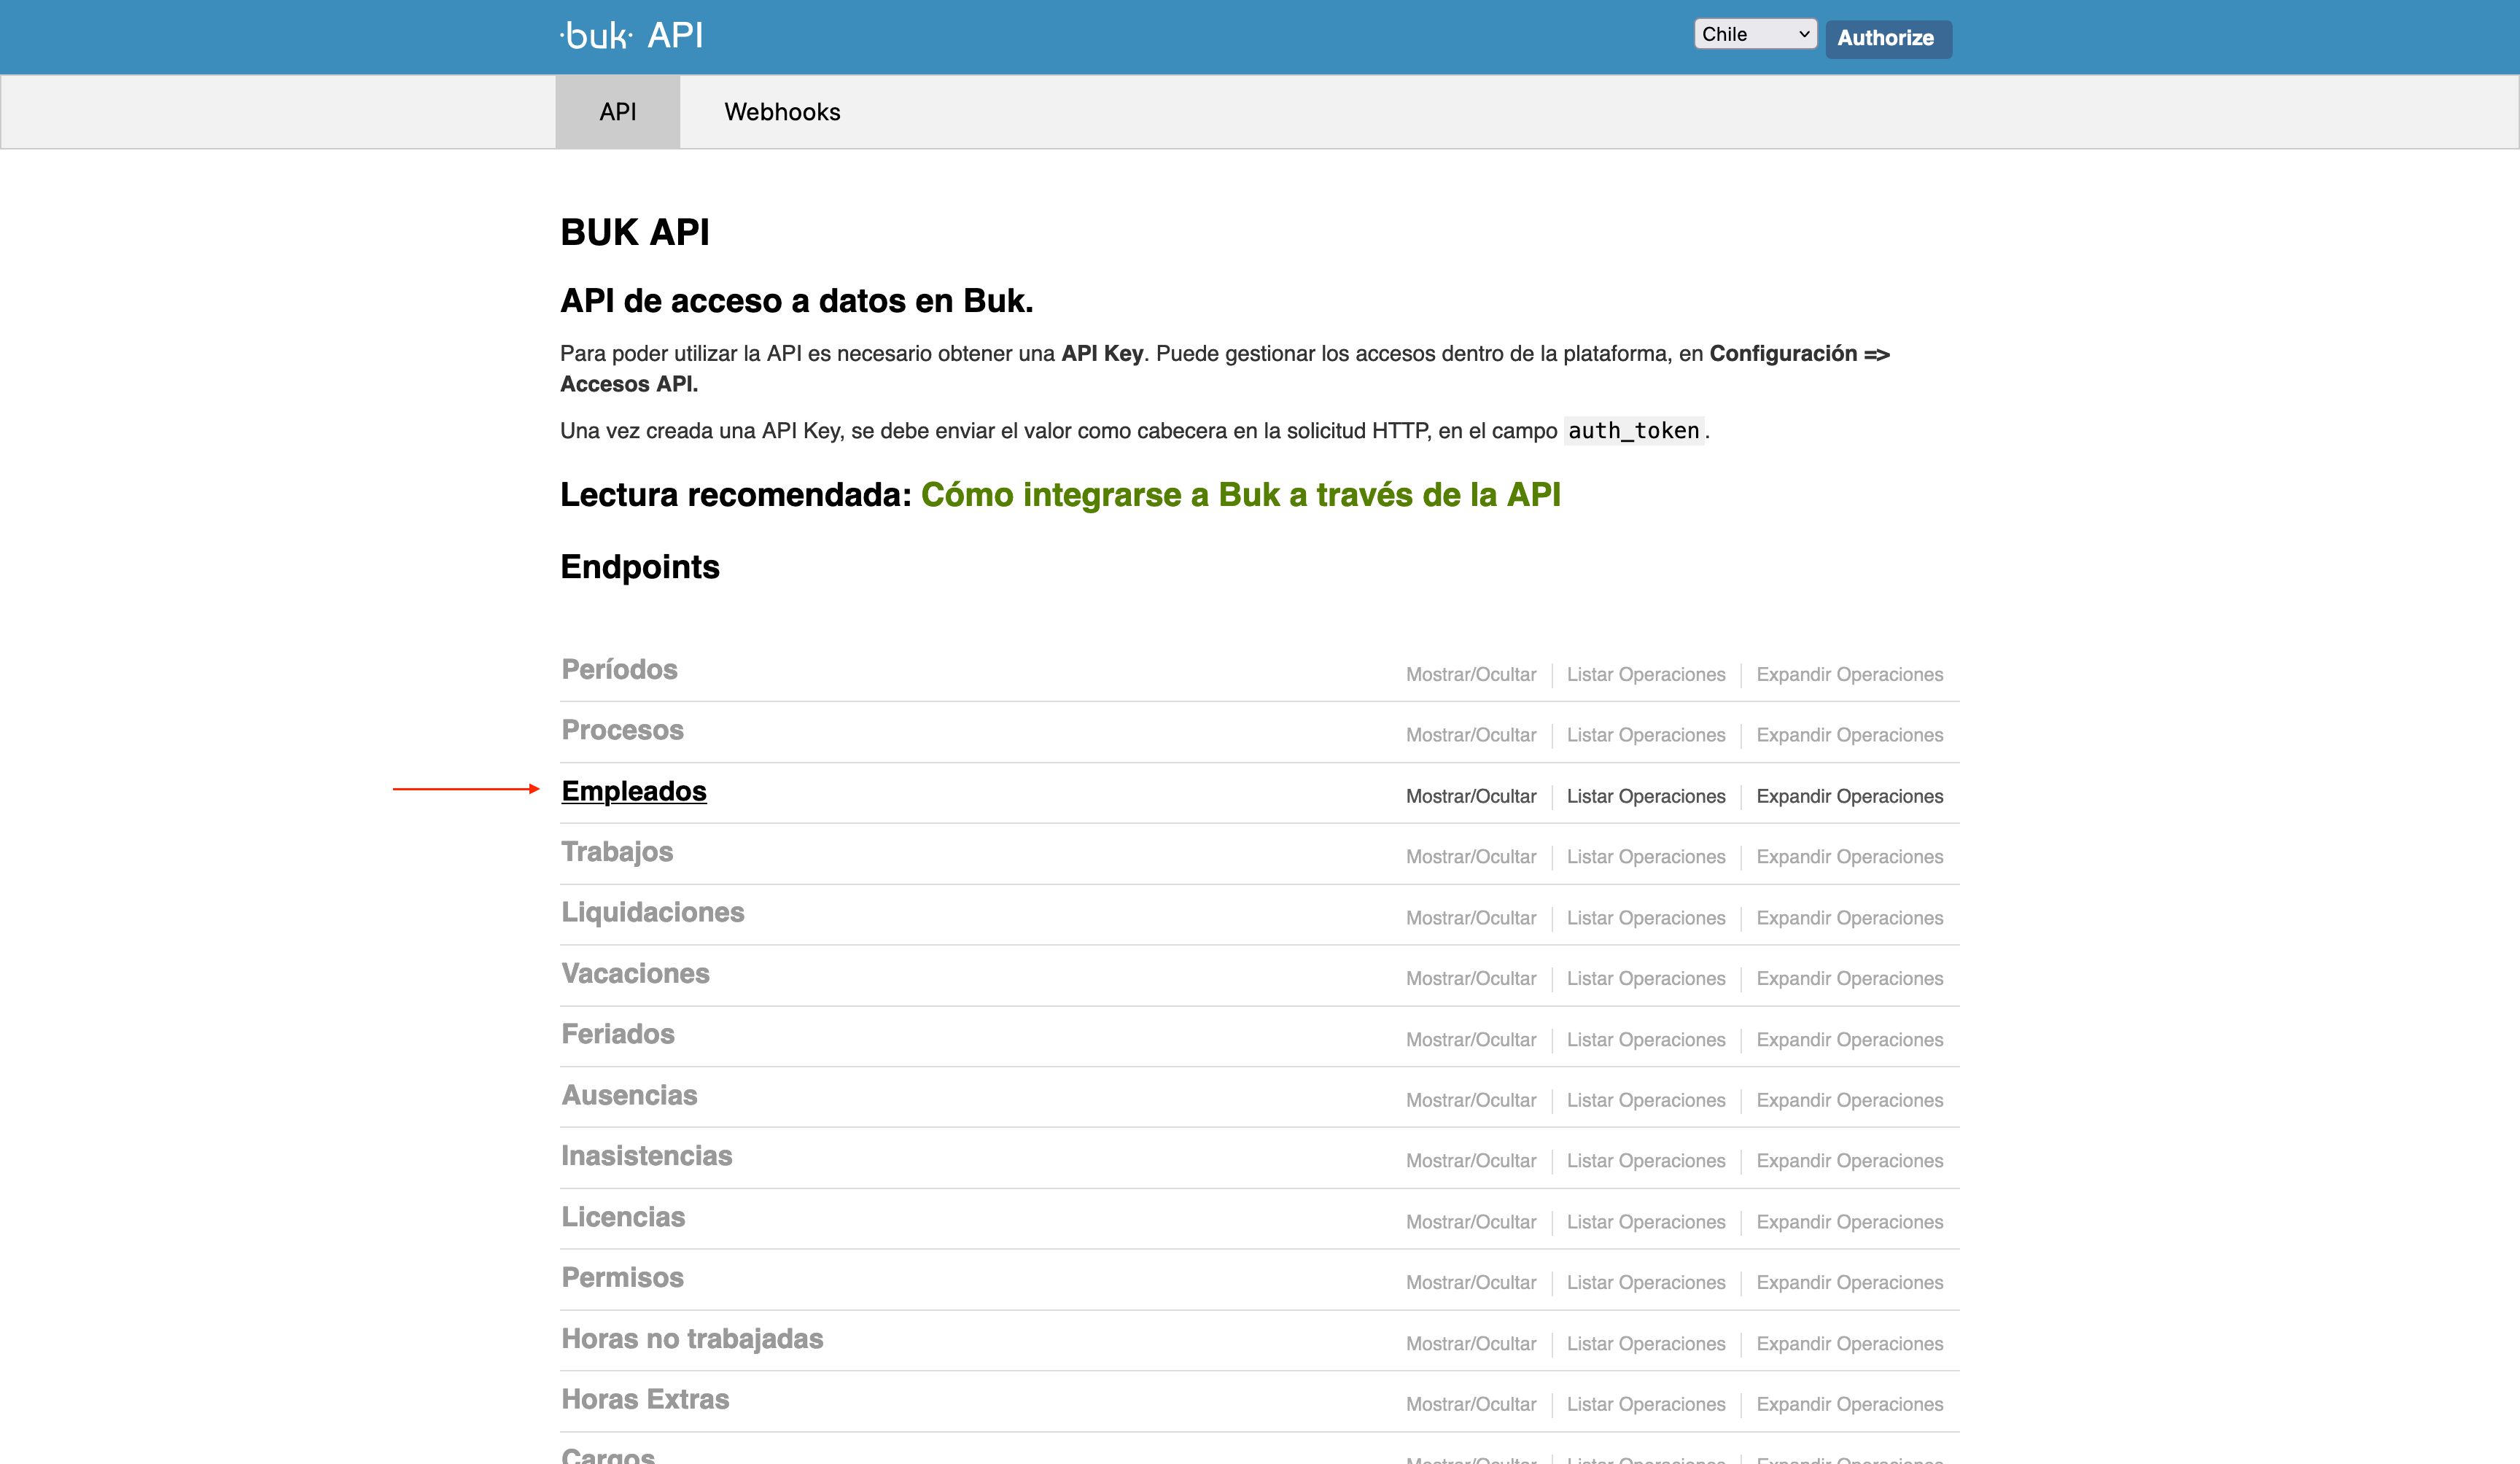 ·buk· API
Chile
Authorize
API
Webhooks
BUK API
API de acceso a datos en Buk.
Para poder utilizar la API es necesario obtener una API Key. Puede gestionar los accesos dentro de la plataforma, en Configuración =>
Accesos API.
Una vez creada una API Key, se debe enviar el valor como cabecera en la solicitud HTTP, en el campo auth_token.
Lectura recomendada: Cómo integrarse a Buk a través de la API
Endpoints
Períodos Mostrar/Ocultar Listar Operaciones Expandir Operaciones
Procesos Mostrar/Ocultar Listar Operaciones Expandir Operaciones
Empleados Mostrar/Ocultar Listar Operaciones Expandir Operaciones
Trabajos Mostrar/Ocultar Listar Operaciones Expandir Operaciones
Liquidaciones Mostrar/Ocultar Listar Operaciones Expandir Operaciones
Vacaciones Mostrar/Ocultar Listar Operaciones Expandir Operaciones
Feriados Mostrar/Ocultar Listar Operaciones Expandir Operaciones
Ausencias Mostrar/Ocultar Listar Operaciones Expandir Operaciones
Inasistencias Mostrar/Ocultar Listar Operaciones Expandir Operaciones
Licencias Mostrar/Ocultar Listar Operaciones Expandir Operaciones
Permisos Mostrar/Ocultar Listar Operaciones Expandir Operaciones
Horas no trabajadas Mostrar/Ocultar Listar Operaciones Expandir Operaciones
Horas Extras Mostrar/Ocultar Listar Operaciones Expandir Operaciones
Cargos Mostrar/Ocultar Listar Operaciones Expandir Operaciones